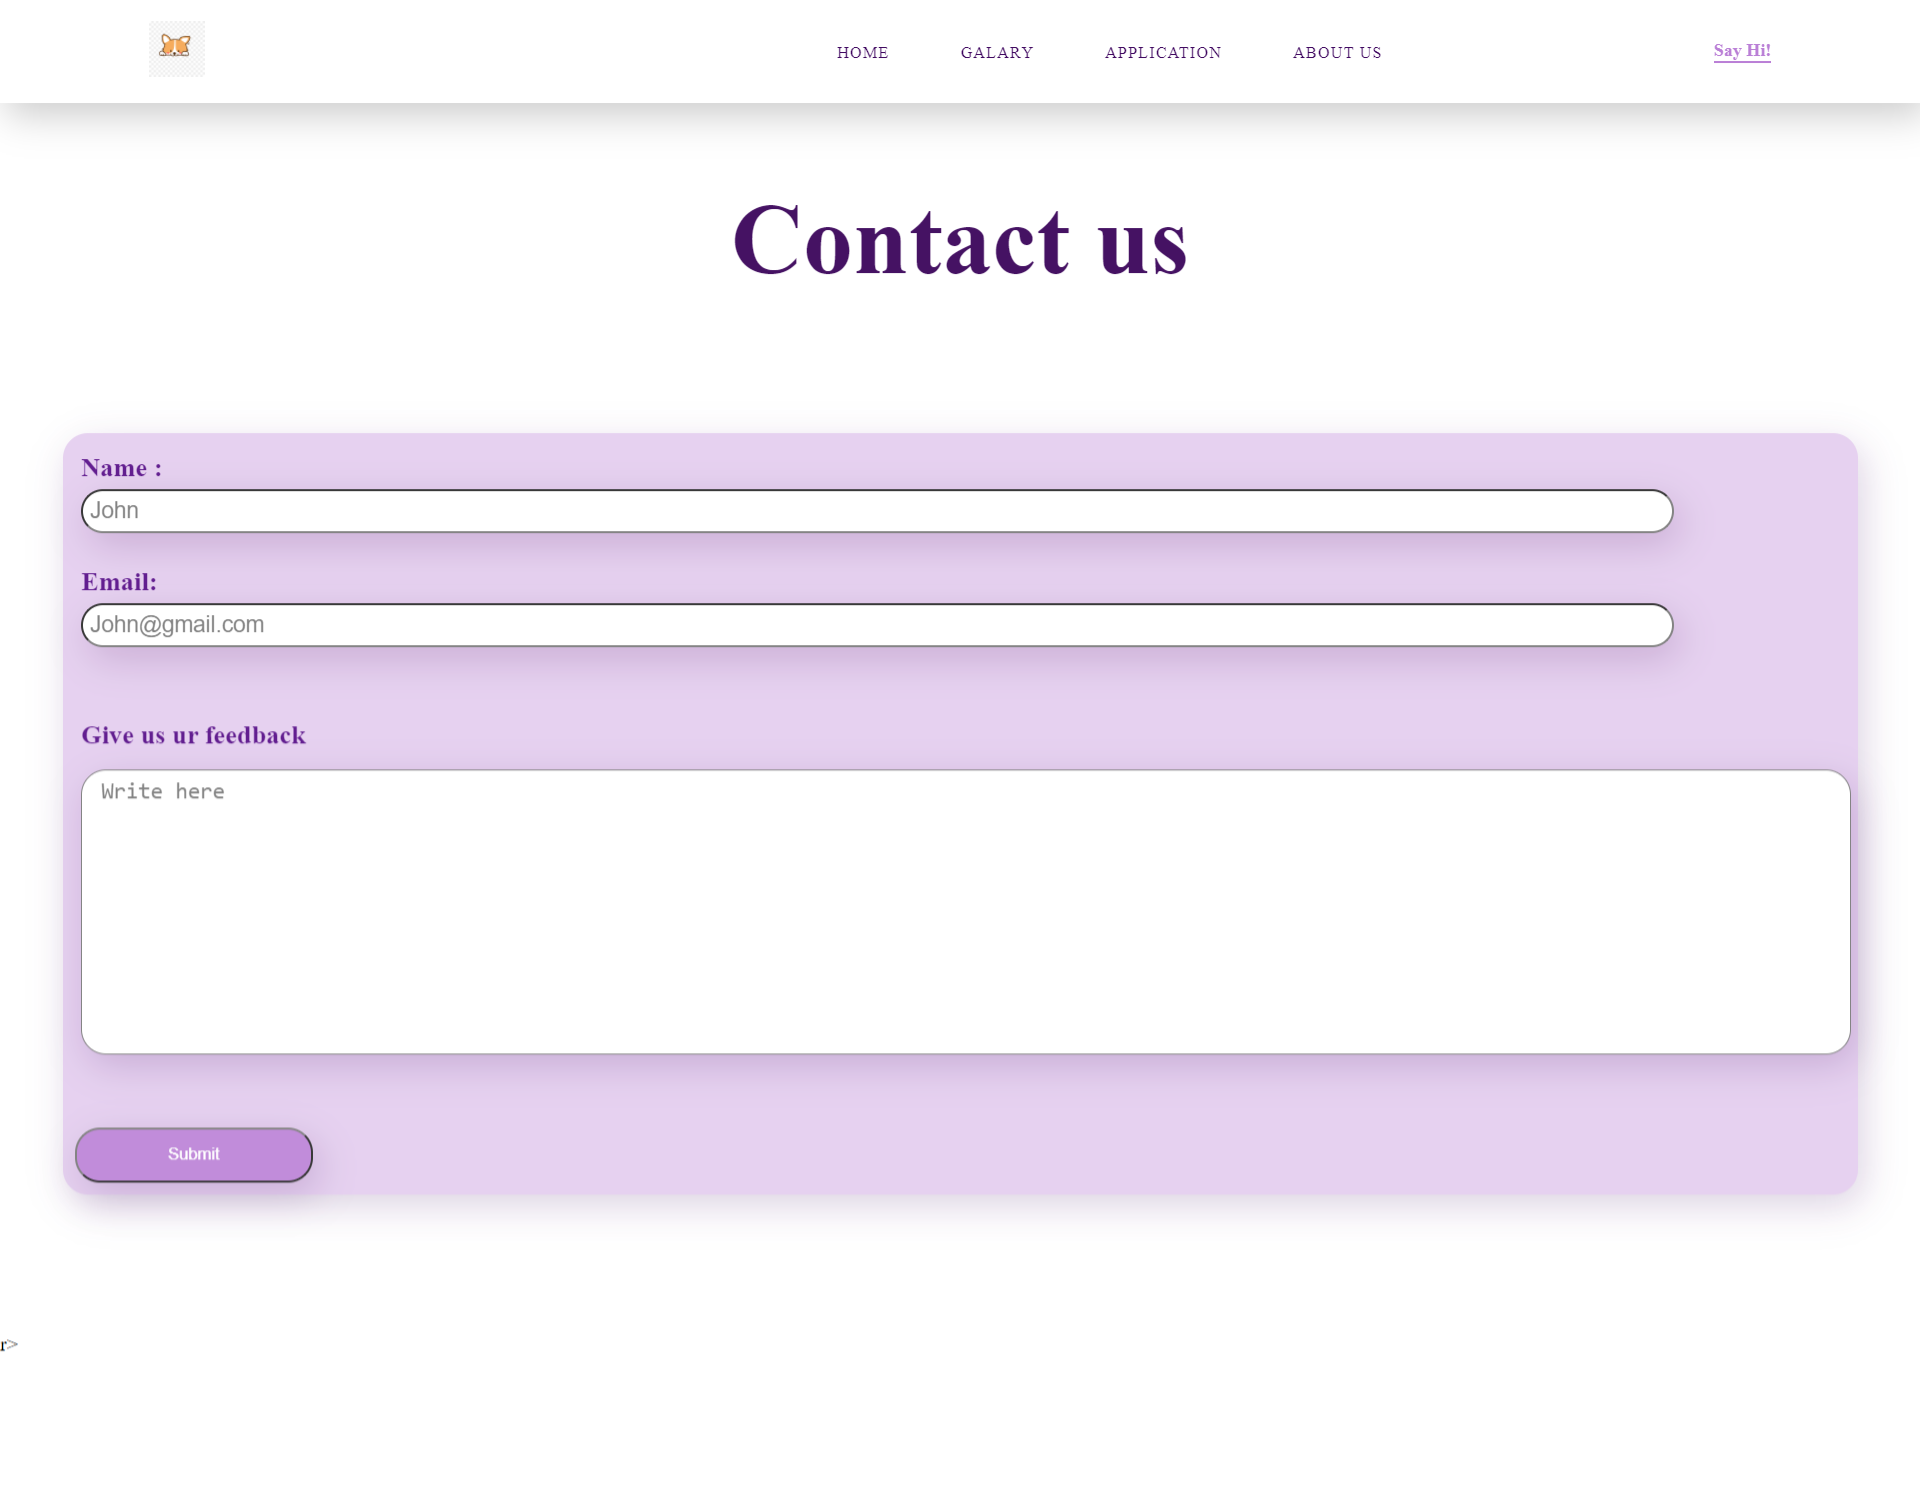 HOME GALARY APPLICATION ABOUT US Say Hi!
Contact us
Name :
John
Email:
John@gmail.com
Give us ur feedback
Write here
Submit
r>